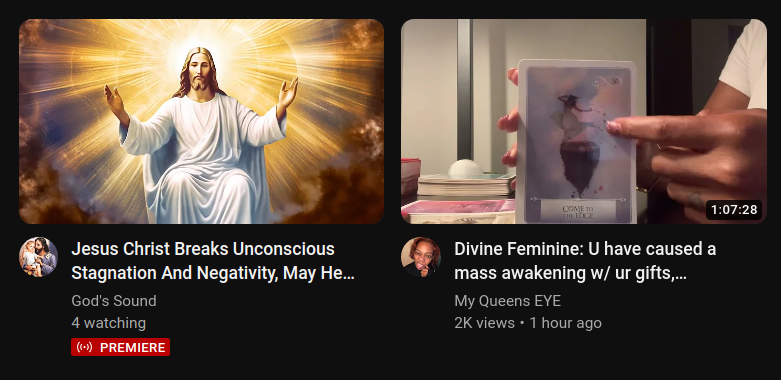 COME TO
THE EDGE
1:07:28
Jesus Christ Breaks Unconscious
Stagnation And Negativity, May He...
God's Sound
4 watching
PREMIERE
Divine Feminine: U have caused a
mass awakening w/ ur gifts,...
My Queens EYE
2K views • 1 hour ago